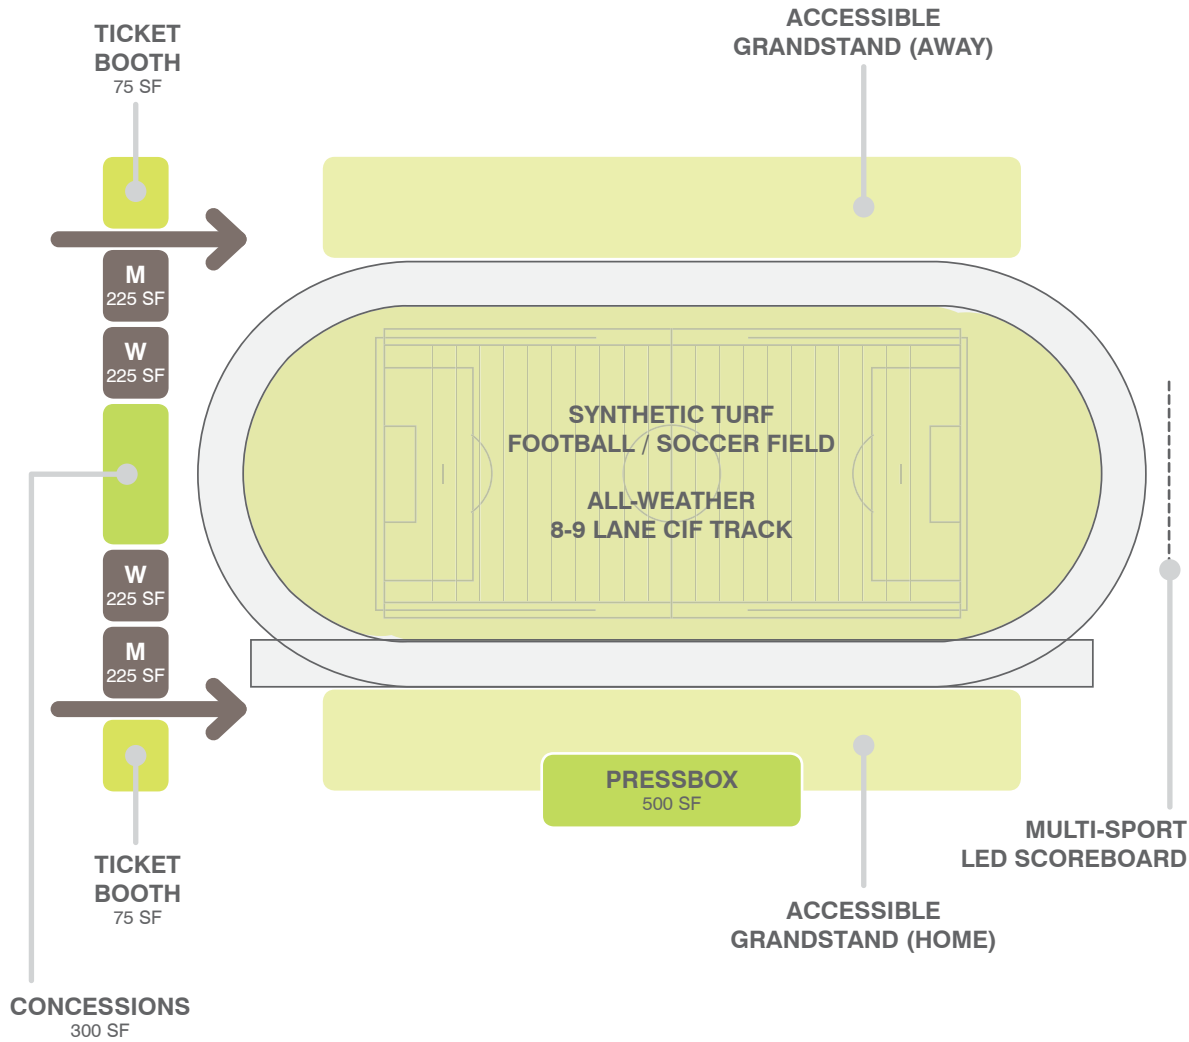 TICKET
BOOTH
75 SF
ACCESSIBLE
GRANDSTAND (AWAY)
M
225 SF
W
225 SF
SYNTHETIC TURF
FOOTBALL / SOCCER FIELD
ALL-WEATHER
8-9 LANE CIF TRACK
W
225 SF
M
225 SF
PRESSBOX
500 SF
MULTI-SPORT
LED SCOREBOARD
TICKET
BOOTH
75 SF
ACCESSIBLE
GRANDSTAND (HOME)
CONCESSIONS
300 SF